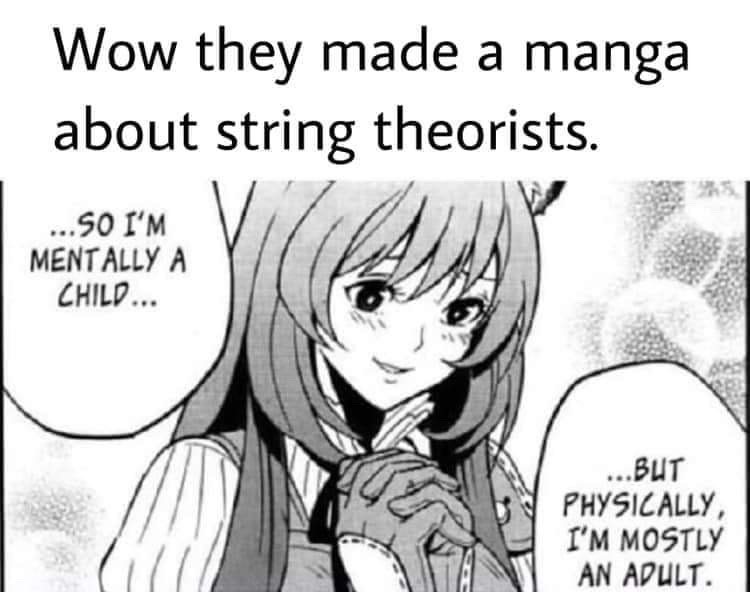 Wow they made a manga
about string theorists.
...SO I'M
MENTALLY A
CHILD...
...BUT
PHYSICALLY,
I'M MOSTLY
AN ADULT.